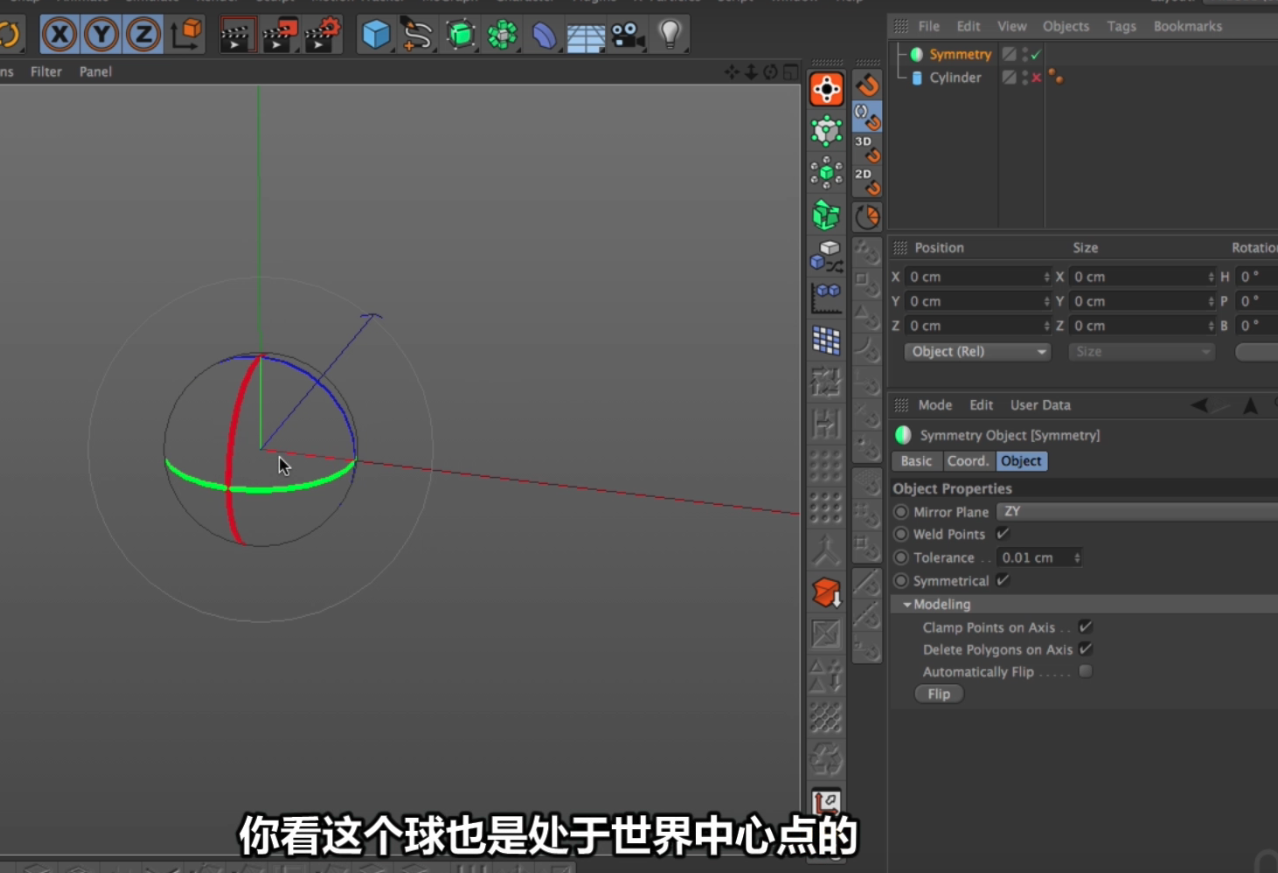 File Edit View Objects Tags Bookmarks
ns Filter Panel
X Y Z
Symmetry
Cylinder
3D
2D
Position Size Rotatio
X 0 cm X 0 cm H 0 °
Y 0 cm Y 0 cm P 0 °
Z 0 cm Z 0 cm B 0 °
Object (Rel) Size
Mode Edit User Data
Symmetry Object [Symmetry]
Basic Coord. Object
Object Properties
Mirror Plane ZY
Weld Points
Tolerance . . 0.01 cm
Symmetrical
Modeling
Clamp Points on Axis . .
Delete Polygons on Axis
Automatically Flip . . . . .
Flip
你看这个球也是处于世界中心点的